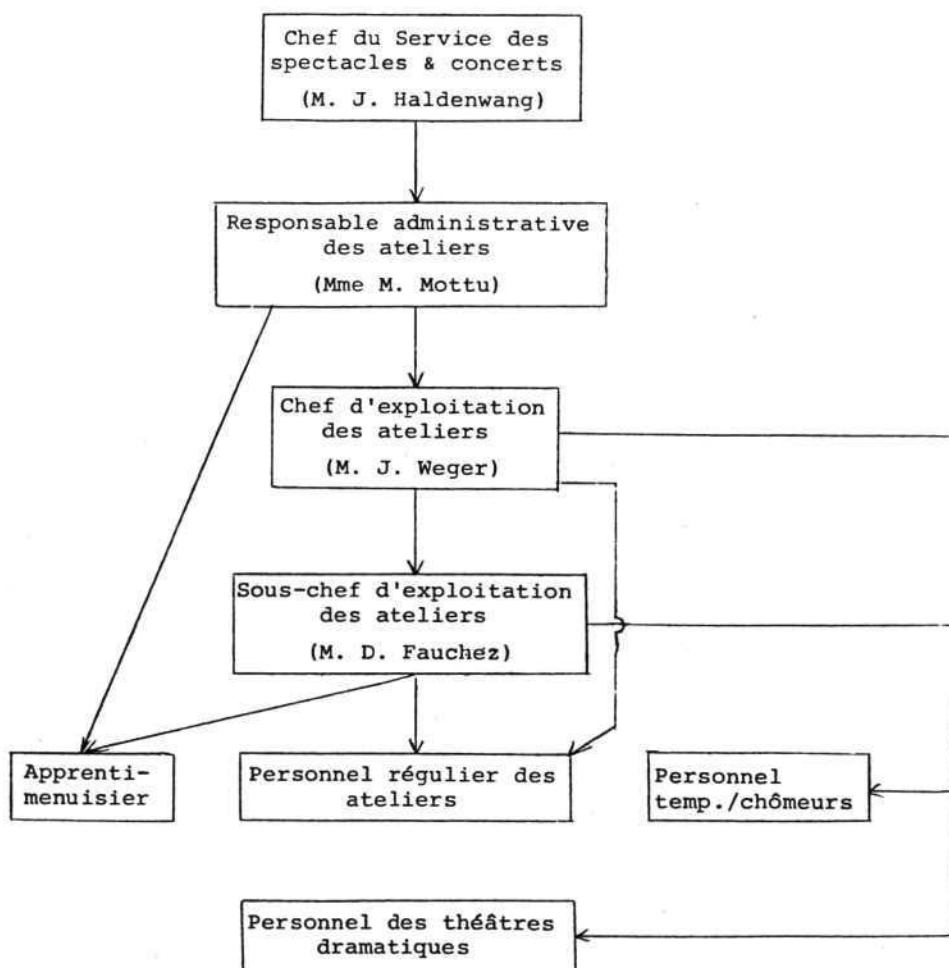 Chef du Service des
spectacles & concerts
(M. J. Haldenwang)
Responsable administrative
des ateliers
(Mme M. Mottu)
Chef d'exploitation
des ateliers
(M. J. Weger)
Sous-chef d'exploitation
des ateliers
(M. D. Fauchez)
Apprenti-
menuisier
Personnel régulier des
ateliers
Personnel
temp./chômeurs
Personnel des théâtres
dramatiques